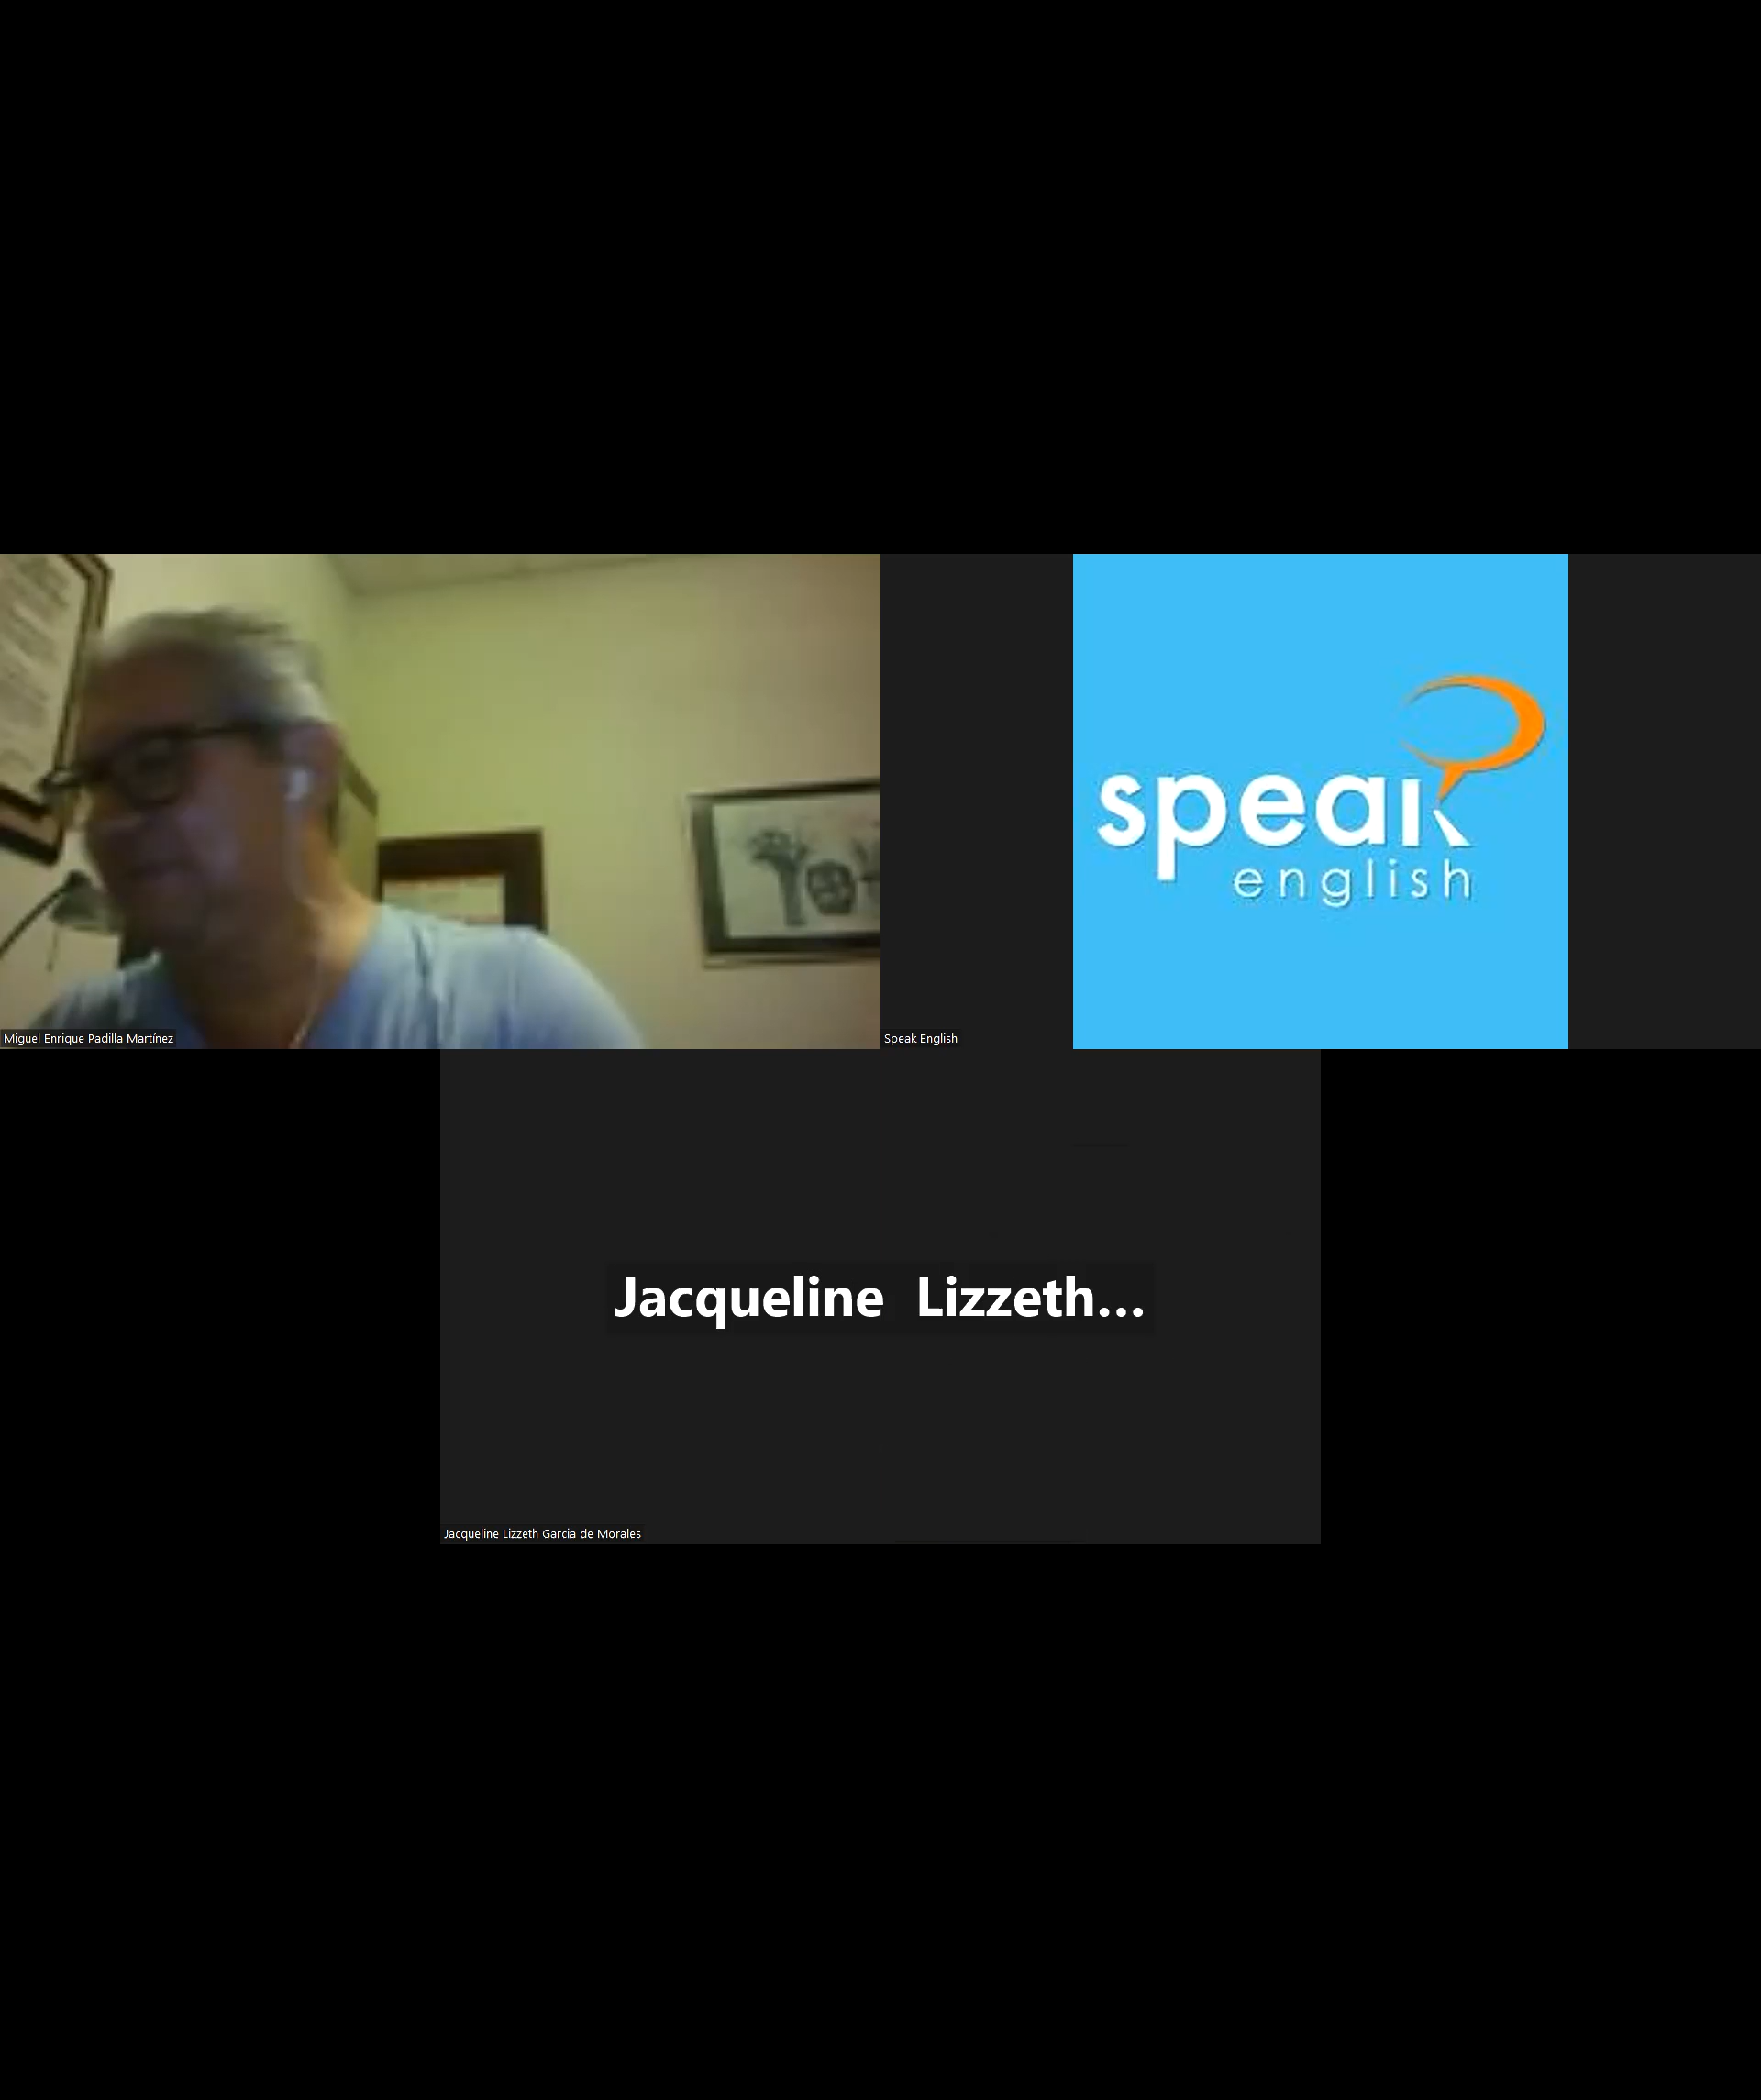 speak
english
Miguel Enrique Padilla Martínez
Speak English
Jacqueline Lizzeth...
Jacqueline Lizzeth Garcia de Morales